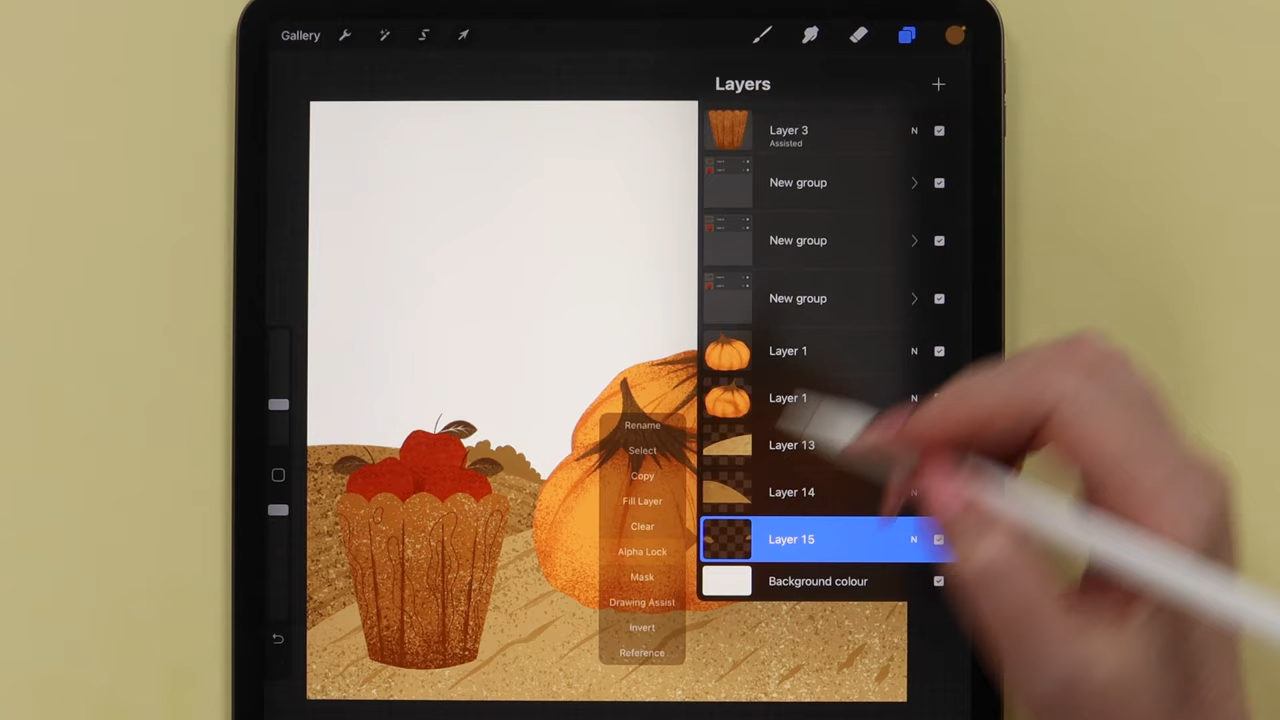 Gallery
Layers
Layer 3
N
Assisted
New group
New group
New group
Layer 1
N
Layer 1
N
Layer 13
Layer 14
Layer 15
N
Background colour
Rename
Select
Copy
Fill Layer
Clear
Alpha Lock
Mask
Drawing Assist
Invert
Reference